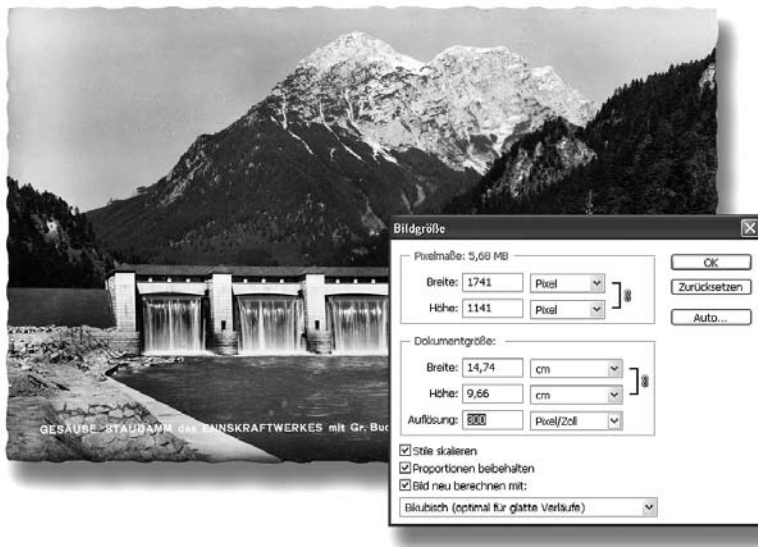 GESÄUSE STAUDAMM des ENNSKRAFTWERKES mit Gr.
Bildgröße
Pixelmaße: 5,68 MB
Breite: 1741 Pixel
Höhe: 1141 Pixel
Dokumentgröße:
Breite: 14,74 cm
Höhe: 9,66 cm
Auflösung: 300 Pixel/Zoll
Stile skalieren
Proportionen beibehalten
Bild neu berechnen mit:
Bikubisch (optimal für glatte Verläufe)
OK
Zurücksetzen
Auto...